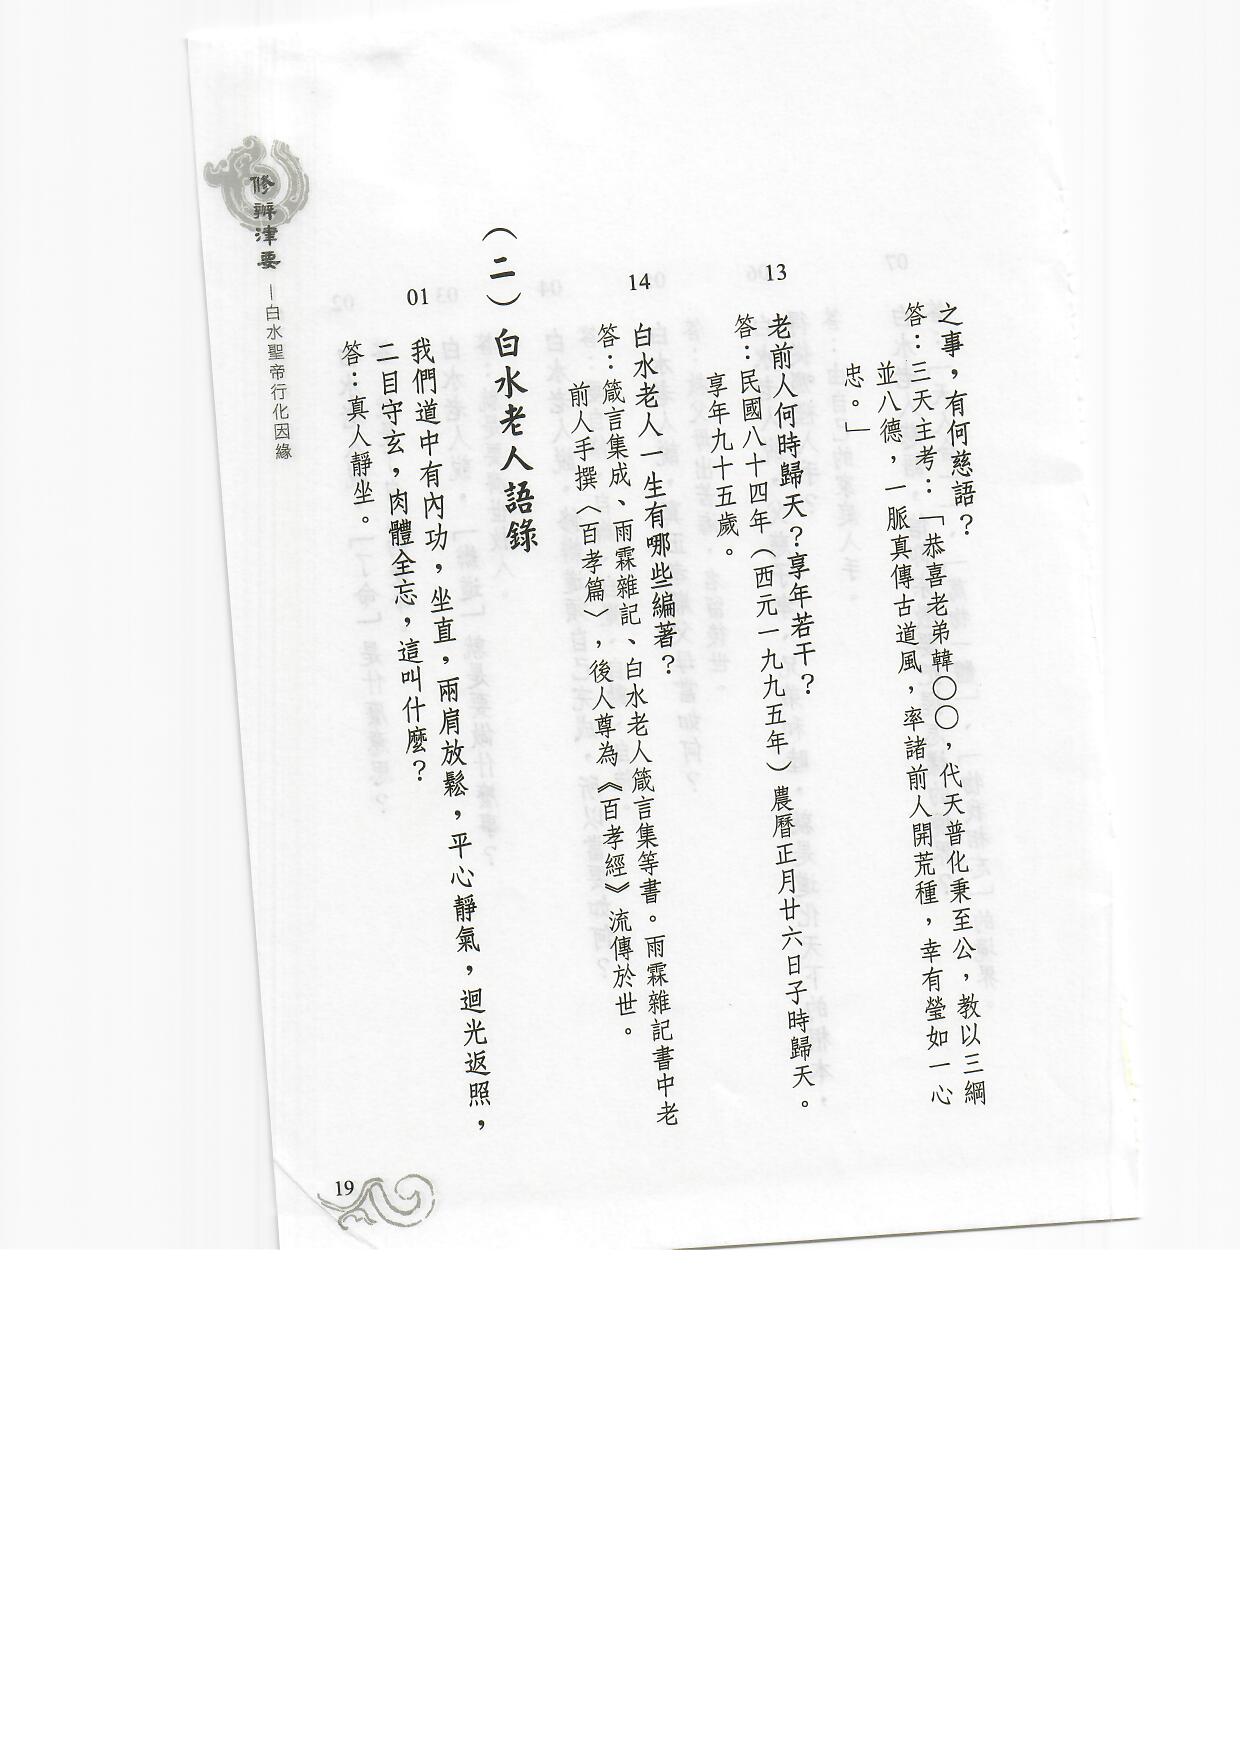 之事，有何慈語？
答：三天主考：「恭喜老弟韓〇〇，代天普化秉至公，教以三綱
並八德，一脈真傳古道風，率諸前人開荒種，幸有瑩如一心
忠。」
13 老前人何時歸天？享年若干？
答：民國八十四年（西元一九九五年）農曆正月廿六日子時歸天。
享年九十五歲。
14 白水老人一生有哪些編著？
答：箴言集成、雨霖雜記、白水老人箴言集等書。雨霖雜記書中老
前人手撰〈百孝篇〉，後人尊為《百孝經》流傳於世。
（二）白水老人語錄
01 我們道中有內功，坐直，兩肩放鬆，平心靜氣，迴光返照，
二目守玄，肉體全忘，這叫什麼？
答：真人靜坐。
修辦津要
—白水聖帝行化因緣
19